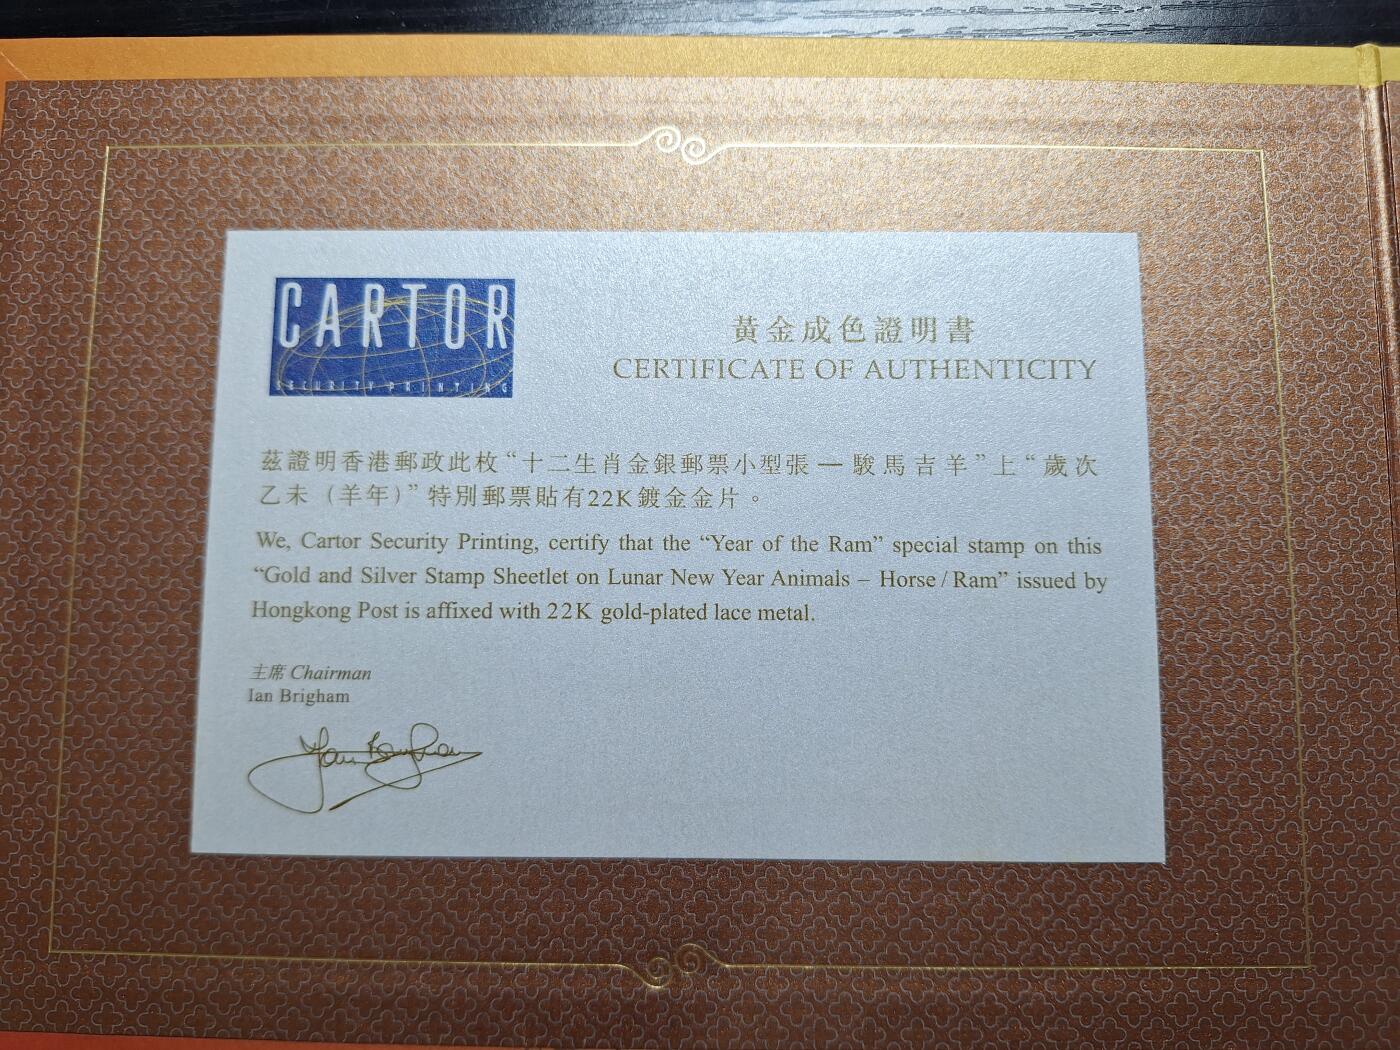 CARTOR
SECURITY PRINTING
黃金成色證明書
CERTIFICATE OF AUTHENTICITY
茲證明香港郵政此枚“十二生肖金銀郵票小型張 — 駿馬吉羊”上“歲次
乙未（羊年）”特別郵票貼有22K鍍金金片。
We, Cartor Security Printing, certify that the “Year of the Ram” special stamp on this
“Gold and Silver Stamp Sheetlet on Lunar New Year Animals – Horse / Ram” issued by
Hongkong Post is affixed with 22K gold-plated lace metal.
主席 Chairman
Ian Brigham
Ian Brigham